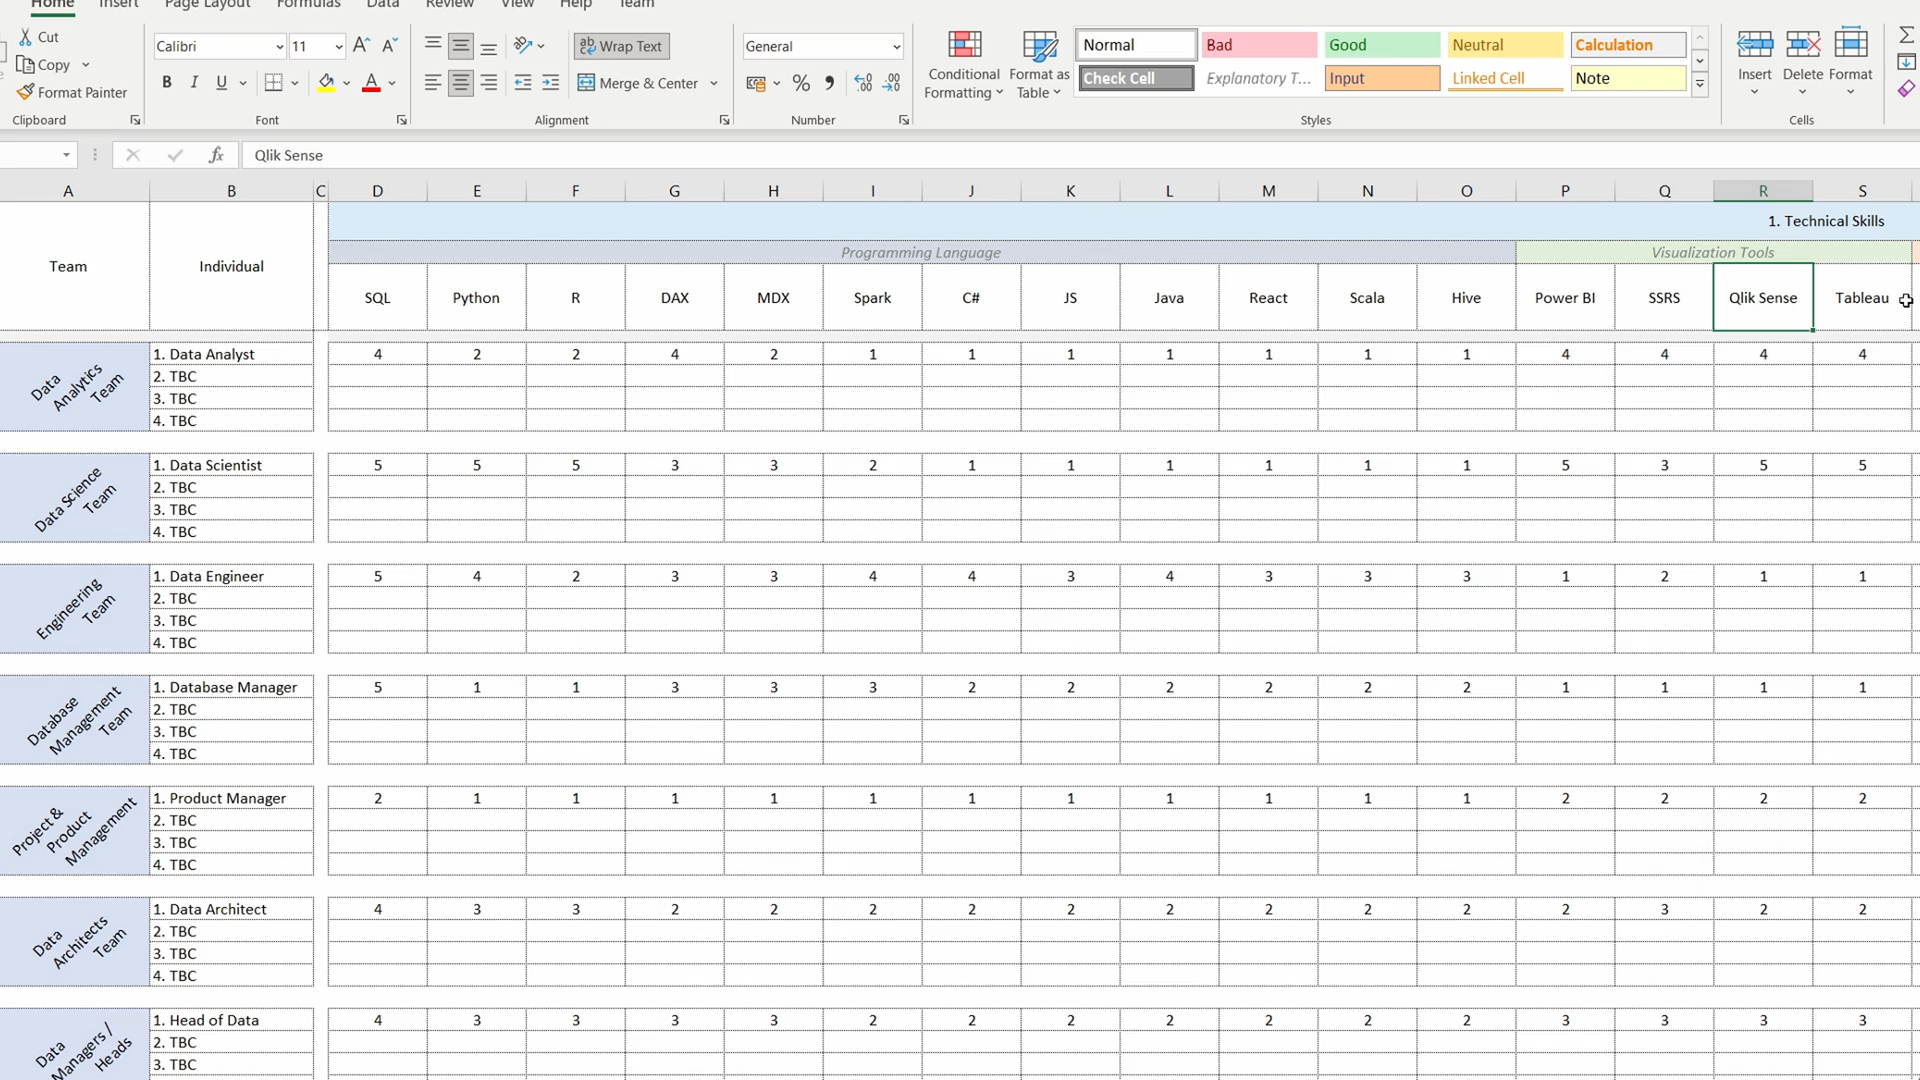 Home Insert Page Layout Formulas Data Review View Help Team
Cut
Copy
Format Painter
Clipboard
Calibri 11
B I U
Font
Wrap Text
Merge & Center
Alignment
General
Number
Conditional Formatting
Format as Table
Normal Bad Good Neutral Calculation
Check Cell Explanatory T... Input Linked Cell Note
Styles
Insert Delete Format
Cells
fx Qlik Sense
A B C D E F G H I J K L M N O P Q R S
1. Technical Skills
Programming Language Visualization Tools
Team Individual
SQL Python R DAX MDX Spark C# JS Java React Scala Hive Power BI SSRS Qlik Sense Tableau
Data Analytics Team
1. Data Analyst 4 2 2 4 2 1 1 1 1 1 1 1 4 4 4 4
2. TBC
3. TBC
4. TBC
Data Science Team
1. Data Scientist 5 5 5 3 3 2 1 1 1 1 1 1 5 3 5 5
2. TBC
3. TBC
4. TBC
Engineering Team
1. Data Engineer 5 4 2 3 3 4 4 3 4 3 3 3 1 2 1 1
2. TBC
3. TBC
4. TBC
Database Management Team
1. Database Manager 5 1 1 3 3 3 2 2 2 2 2 2 1 1 1 1
2. TBC
3. TBC
4. TBC
Project & Product Management
1. Product Manager 2 1 1 1 1 1 1 1 1 1 1 1 2 2 2 2
2. TBC
3. TBC
4. TBC
Data Architects Team
1. Data Architect 4 3 3 2 2 2 2 2 2 2 2 2 2 3 2 2
2. TBC
3. TBC
4. TBC
Data Managers / Heads
1. Head of Data 4 3 3 3 3 2 2 2 2 2 2 2 3 3 3 3
2. TBC
3. TBC